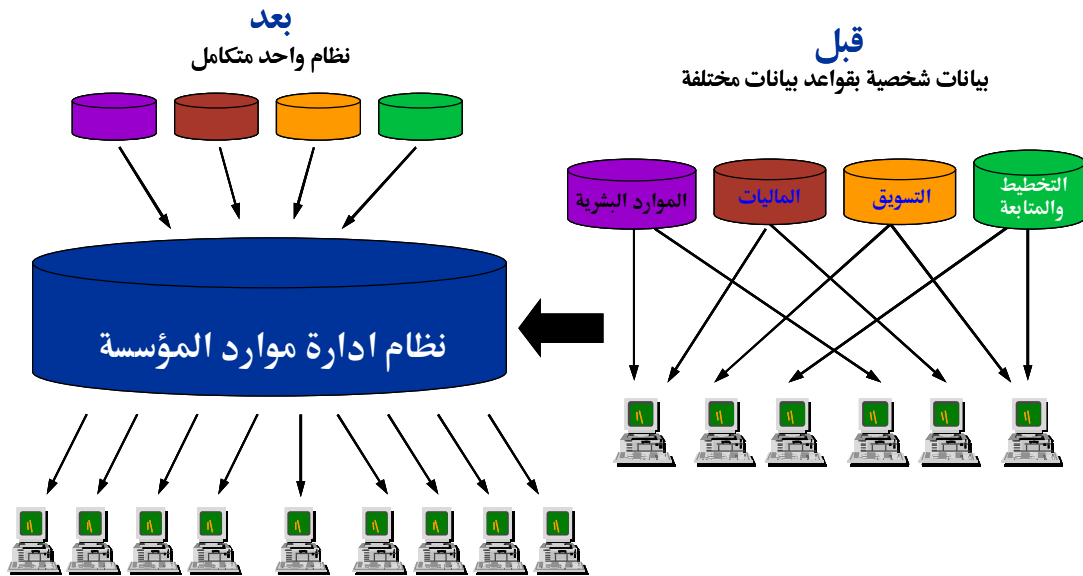 قبل
بيانات شخصية بقواعد بيانات مختلفة
التخطيط
والمتابعة
التسويق
الماليات
الموارد البشرية
بعد
نظام واحد متكامل
نظام ادارة موارد المؤسسة